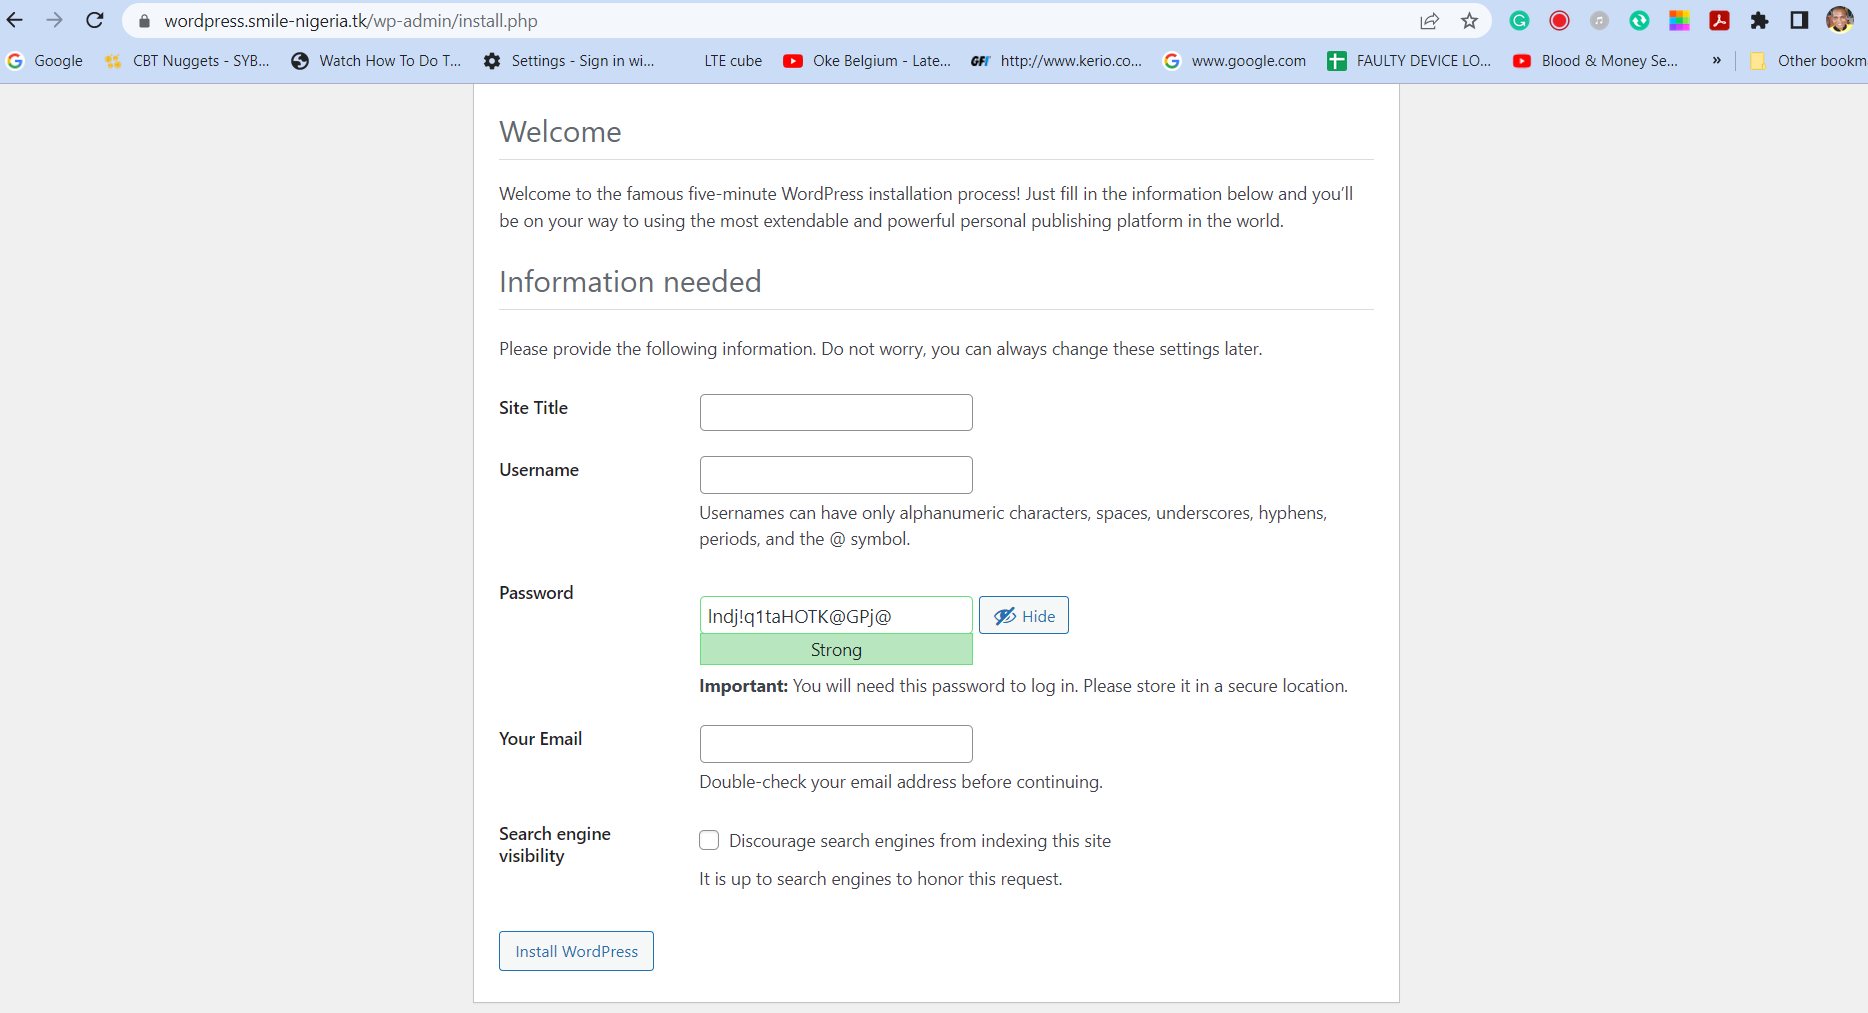 wordpress.smile-nigeria.tk/wp-admin/install.php
Google
CBT Nuggets - SYB...
Watch How To Do T...
Settings - Sign in wi...
LTE cube
Oke Belgium - Late...
GFI
http://www.kerio.co...
www.google.com
FAULTY DEVICE LO...
Blood & Money Se...
»
Other bookm
Welcome
Welcome to the famous five-minute WordPress installation process! Just fill in the information below and you’ll
be on your way to using the most extendable and powerful personal publishing platform in the world.
Information needed
Please provide the following information. Do not worry, you can always change these settings later.
Site Title
Username
Usernames can have only alphanumeric characters, spaces, underscores, hyphens,
periods, and the @ symbol.
Password
lndj!q1taHOTK@GPj@
Hide
Strong
Important: You will need this password to log in. Please store it in a secure location.
Your Email
Double-check your email address before continuing.
Search engine
visibility
Discourage search engines from indexing this site
It is up to search engines to honor this request.
Install WordPress